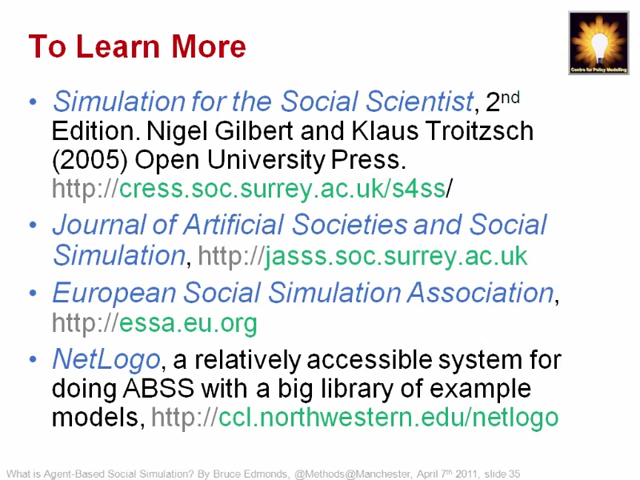 To Learn More
Centre for Policy Modelling
• Simulation for the Social Scientist, 2nd
Edition. Nigel Gilbert and Klaus Troitzsch
(2005) Open University Press.
http://cress.soc.surrey.ac.uk/s4ss/
• Journal of Artificial Societies and Social
Simulation, http://jasss.soc.surrey.ac.uk
• European Social Simulation Association,
http://essa.eu.org
• NetLogo, a relatively accessible system for
doing ABSS with a big library of example
models, http://ccl.northwestern.edu/netlogo
What is Agent-Based Social Simulation? By Bruce Edmonds, @Methods@Manchester, April 7th 2011, slide 35